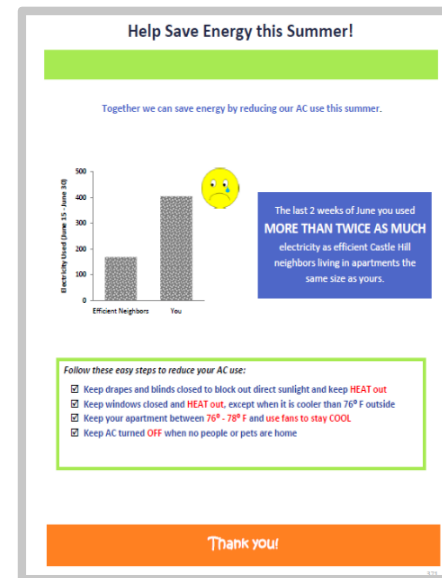 Help Save Energy this Summer!
Together we can save energy by reducing our AC use this summer.
Electricity Used (June 15 - June 30)
500
400
300
200
100
0
Efficient Neighbors
You
The last 2 weeks of June you used
MORE THAN TWICE AS MUCH
electricity as efficient Castle Hill
neighbors living in apartments the
same size as yours.
Follow these easy steps to reduce your AC use:
☑ Keep drapes and blinds closed to block out direct sunlight and keep HEAT out
☑ Keep windows closed and HEAT out, except when it is cooler than 76⁰ F outside
☑ Keep your apartment between 76⁰ - 78⁰ F and use fans to stay COOL
☑ Keep AC turned OFF when no people or pets are home
Thank you!